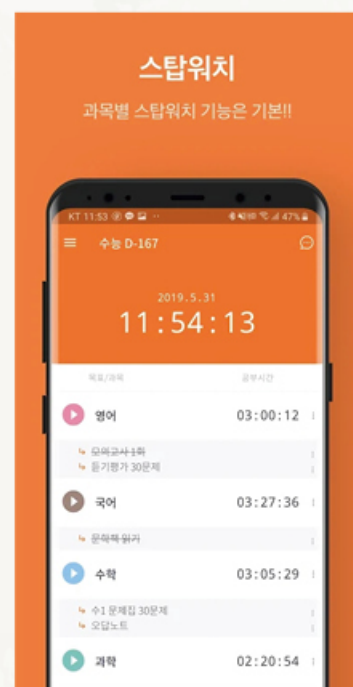 스탑워치
과목별 스탑워치 기능은 기본!!
KT 11:53 47%
수능 D-167
2019.5.31
11:54:13
목표/과목 공부시간
영어 03:00:12
모의고사 1회
듣기평가 30문제
국어 03:27:36
문학책 읽기
수학 03:05:29
수1 문제집 30문제
오답노트
과학 02:20:54